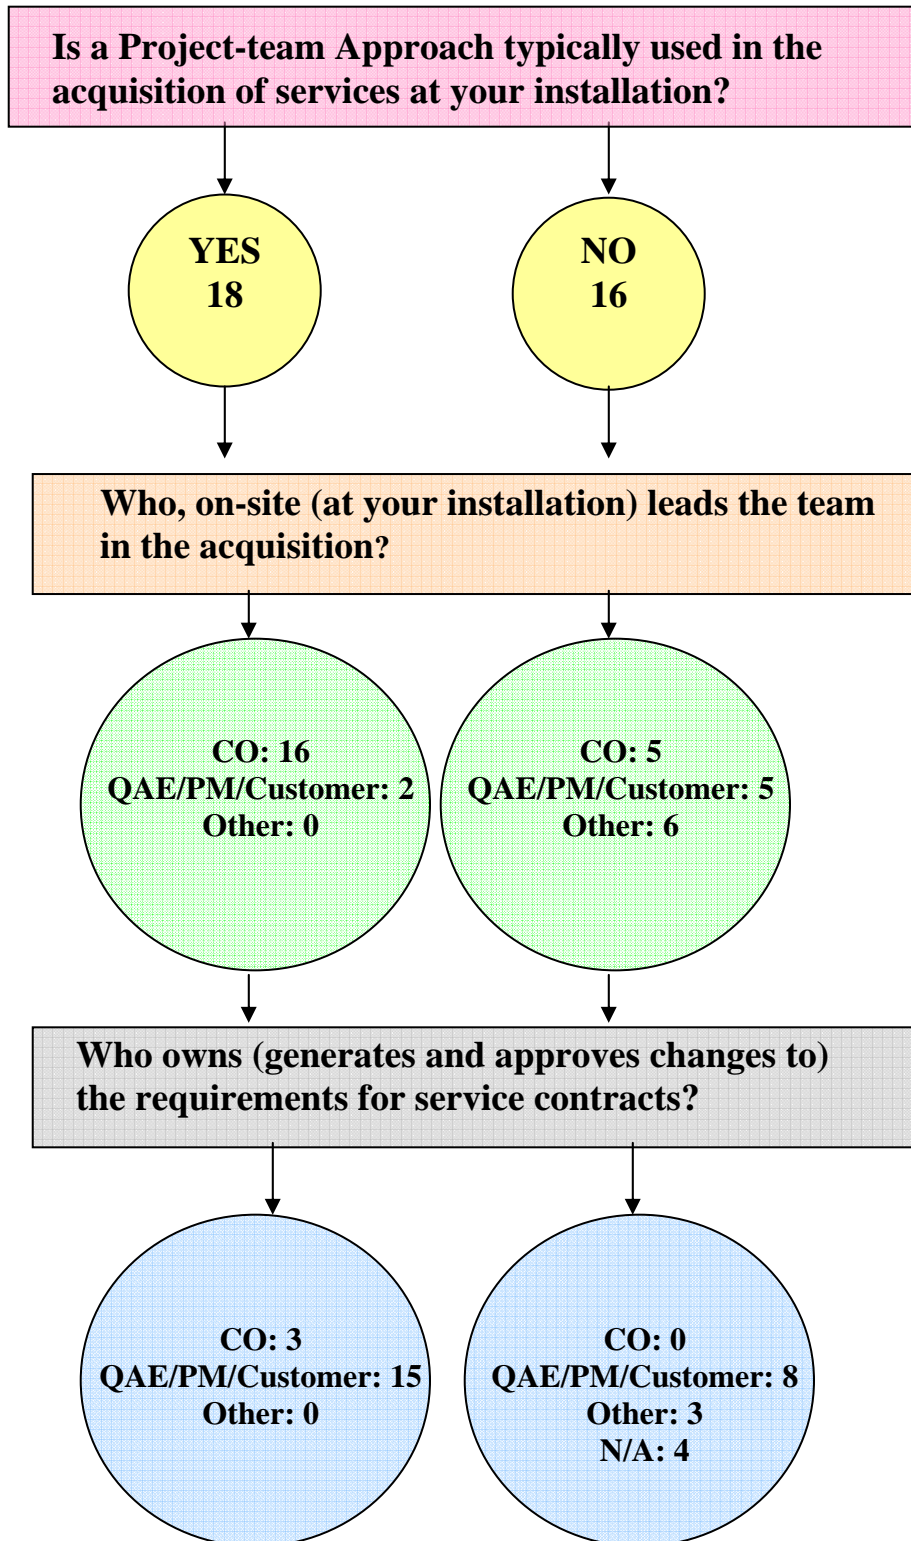 Is a Project-team Approach typically used in the
acquisition of services at your installation?
YES
18
NO
16
Who, on-site (at your installation) leads the team
in the acquisition?
CO: 16
QAE/PM/Customer: 2
Other: 0
CO: 5
QAE/PM/Customer: 5
Other: 6
Who owns (generates and approves changes to)
the requirements for service contracts?
CO: 3
QAE/PM/Customer: 15
Other: 0
CO: 0
QAE/PM/Customer: 8
Other: 3
N/A: 4